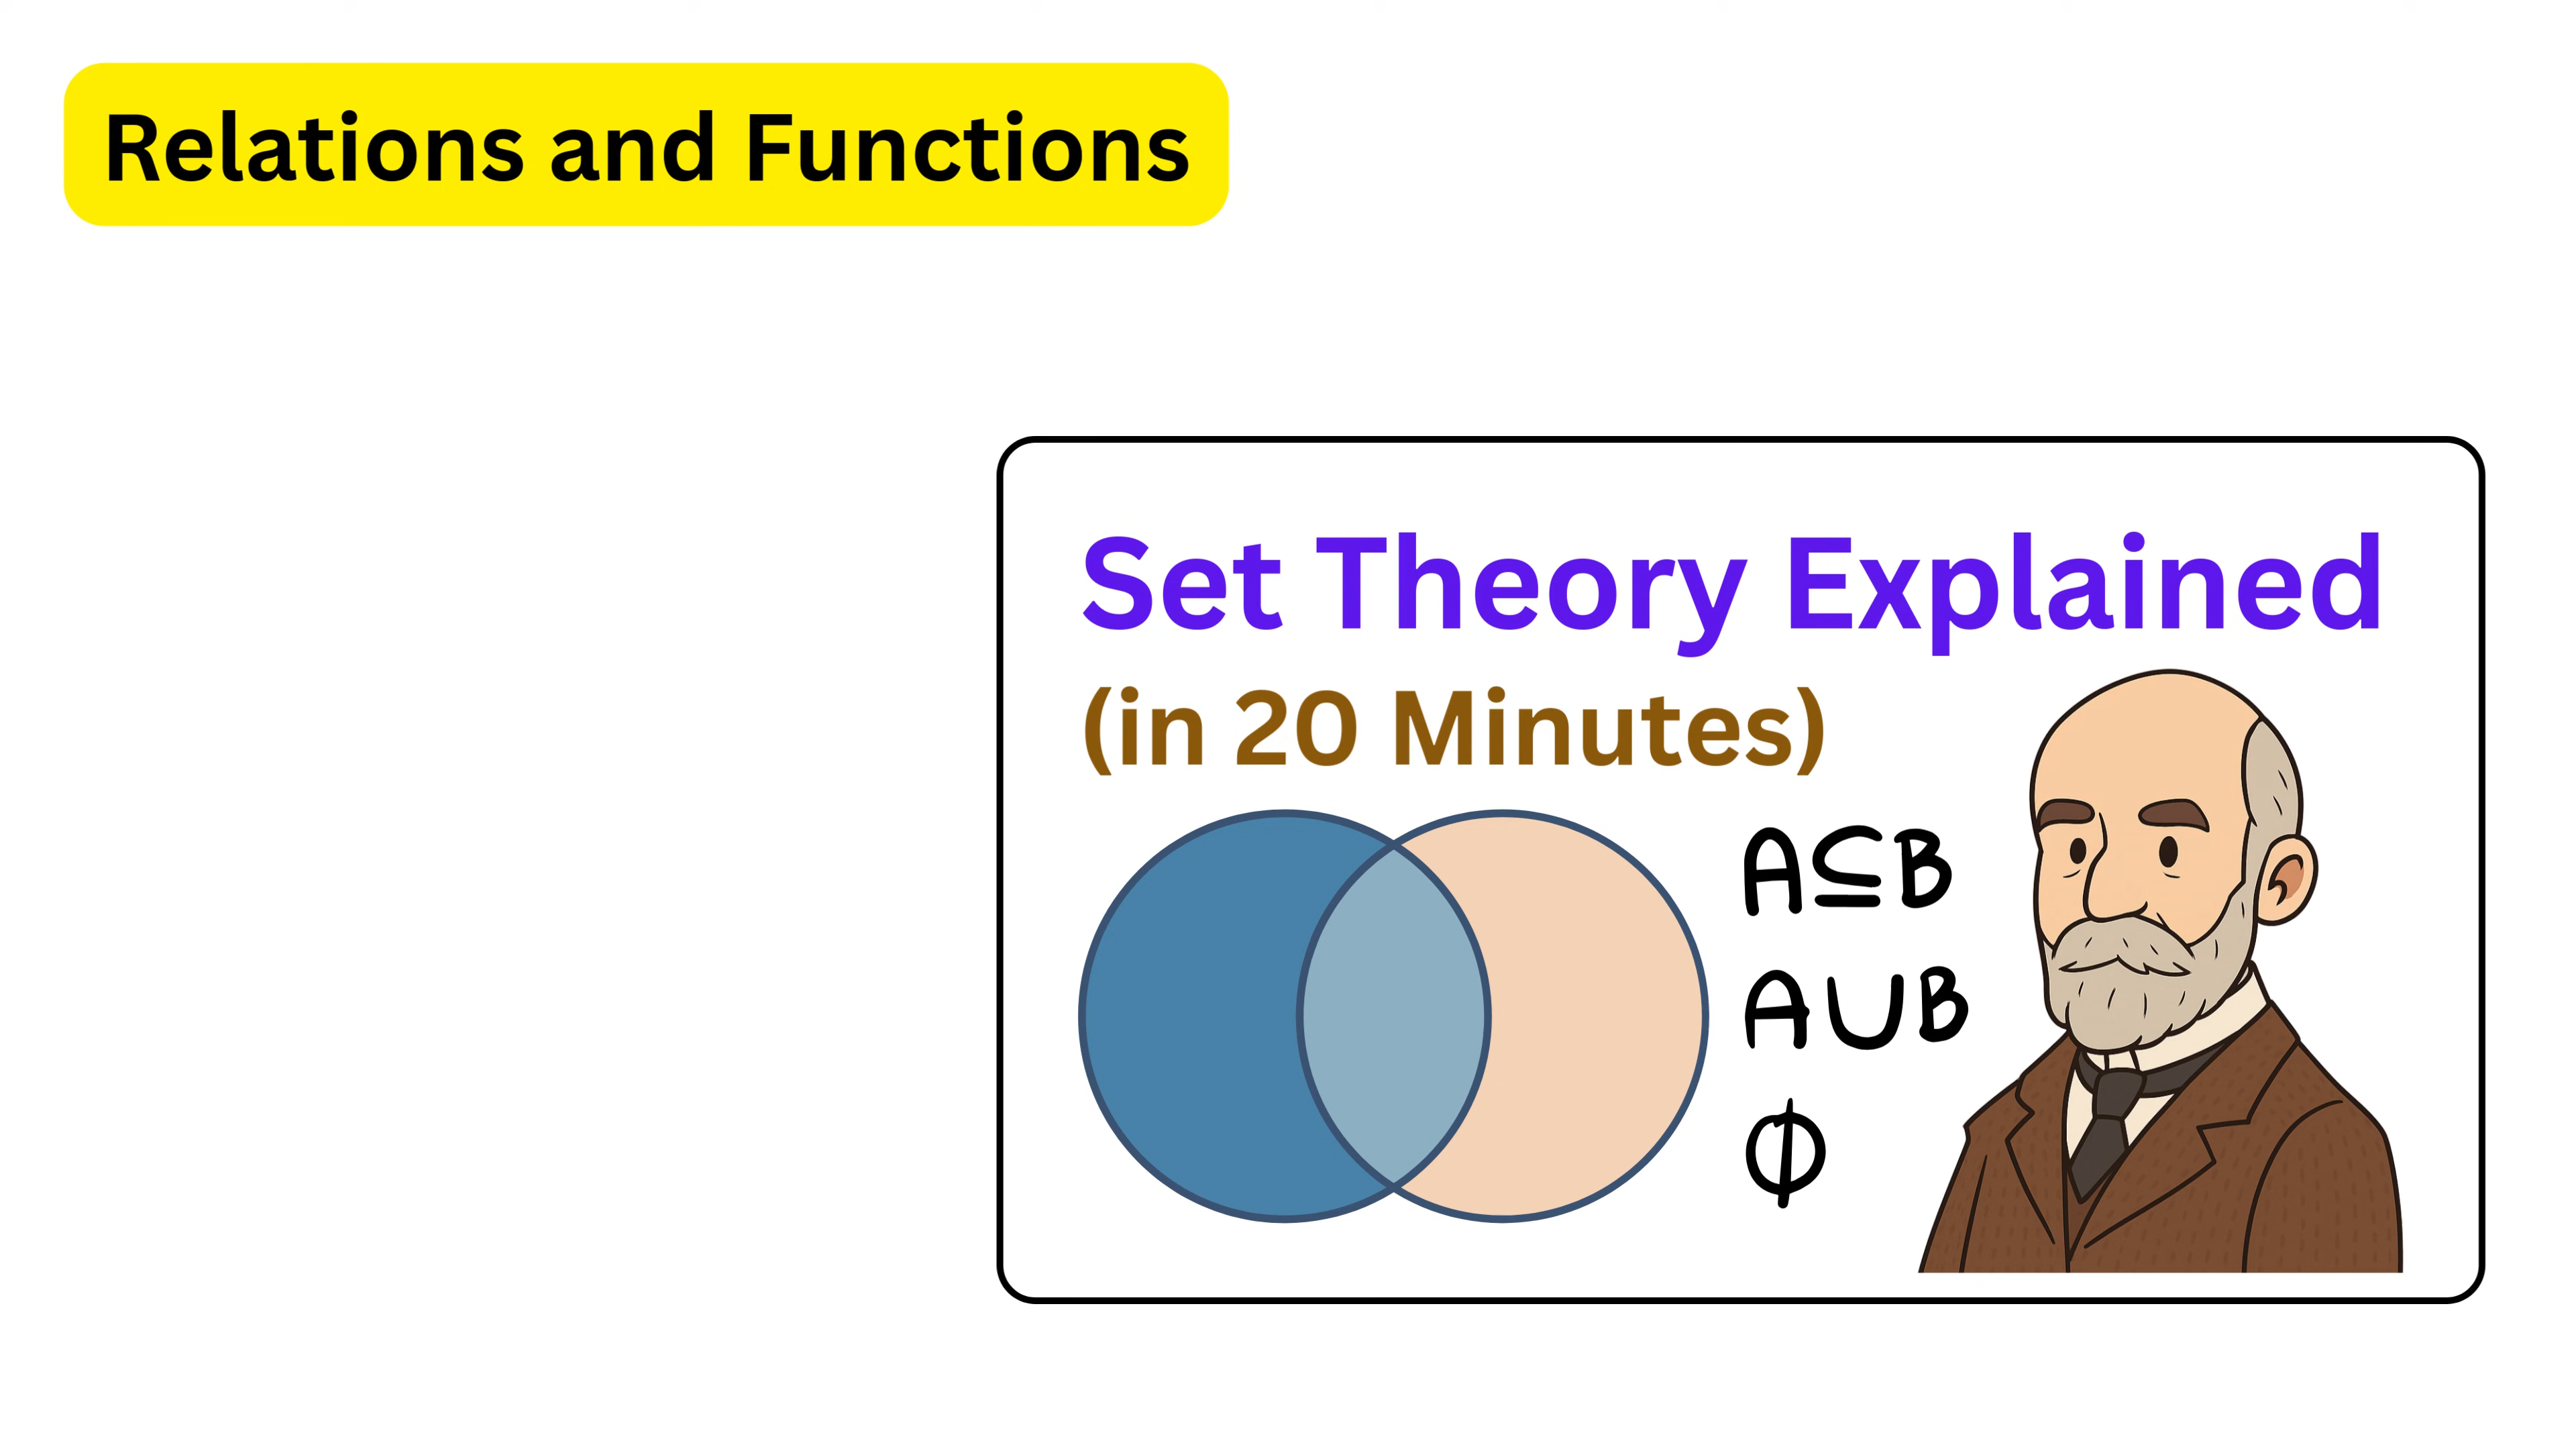 Relations and Functions
Set Theory Explained
(in 20 Minutes)
A⊆B
A∪B
ϕ